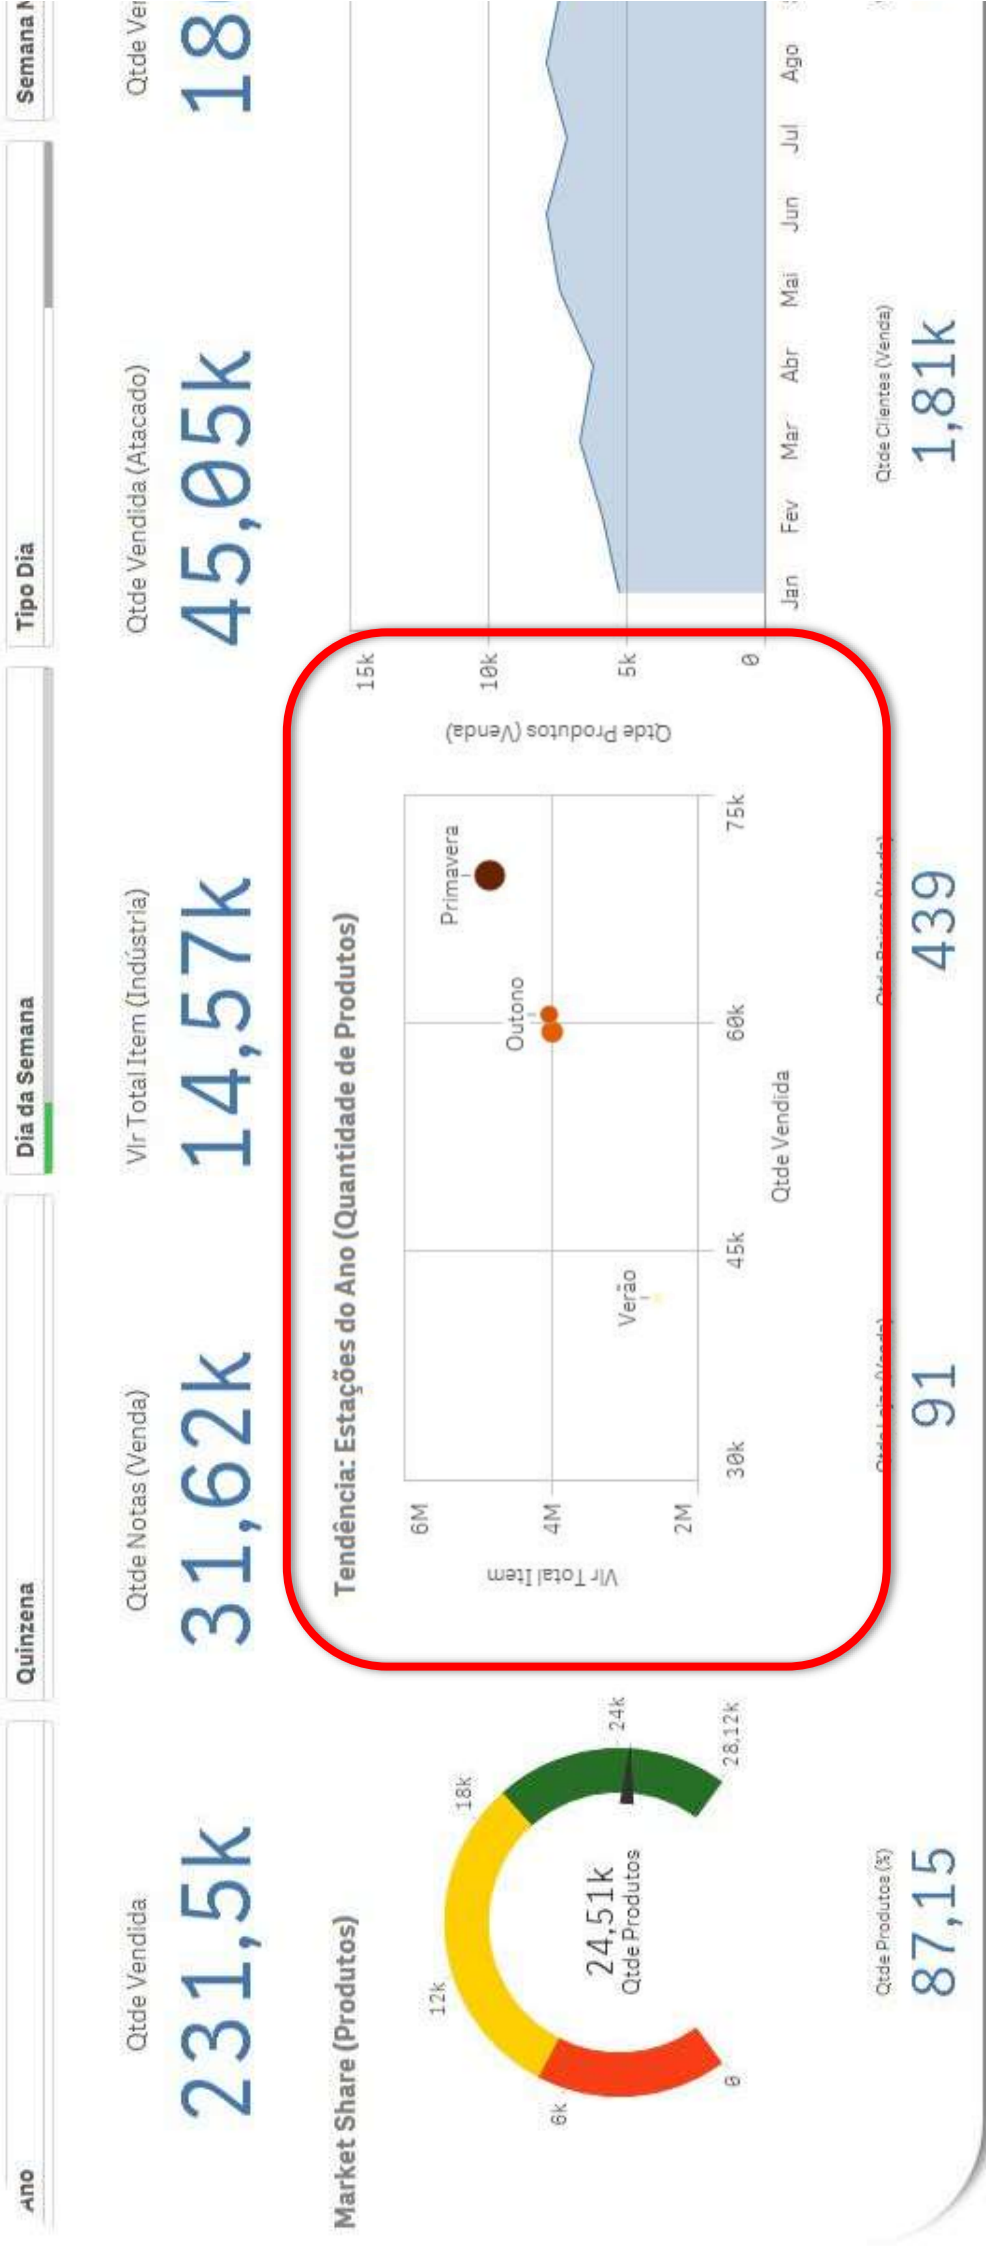 Ano
Quinzena
Dia da Semana
Tipo Dia
Semana
Qtde Vendida
231,5k
Qtde Notas (Venda)
31,62k
Vlr Total Item (Indústria)
14,57k
Qtde Vendida (Atacado)
45,05k
Qtde
18
Market Share (Produtos)
0
6k
12k
18k
24k
28,12k
24,51k
Qtde Produtos
Tendência: Estações do Ano (Quantidade de Produtos)
Vlr Total Item
6M
4M
2M
Primavera
Outono
Verão
30k
45k
60k
75k
Qtde Vendida
Qtde Produtos (Venda)
15k
10k
5k
0
Jan
Fev
Mar
Abr
Mai
Jun
Jul
Ago
Qtde Produtos (%)
87,15
91
439
Qtde Clientes (Venda)
1,81k